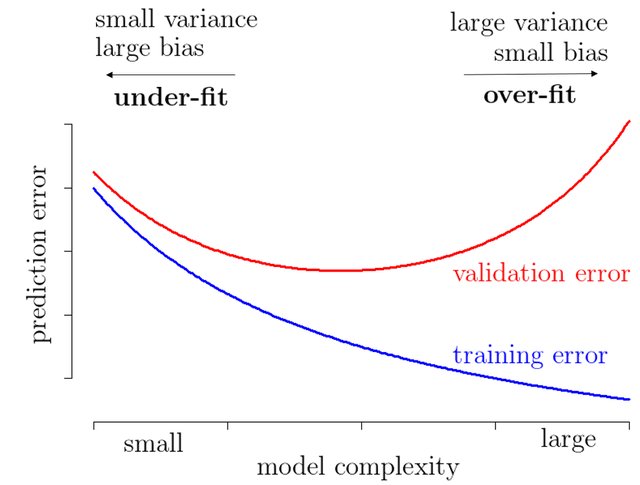 small variance
large bias
under-fit
large variance
small bias
over-fit
prediction error
validation error
training error
small
large
model complexity